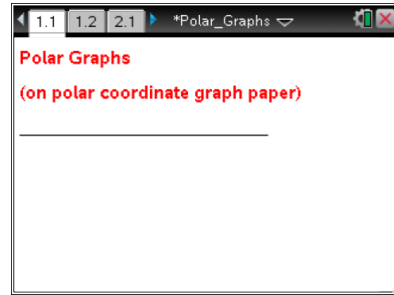 1.1 1.2 2.1 *Polar_Graphs
Polar Graphs
(on polar coordinate graph paper)